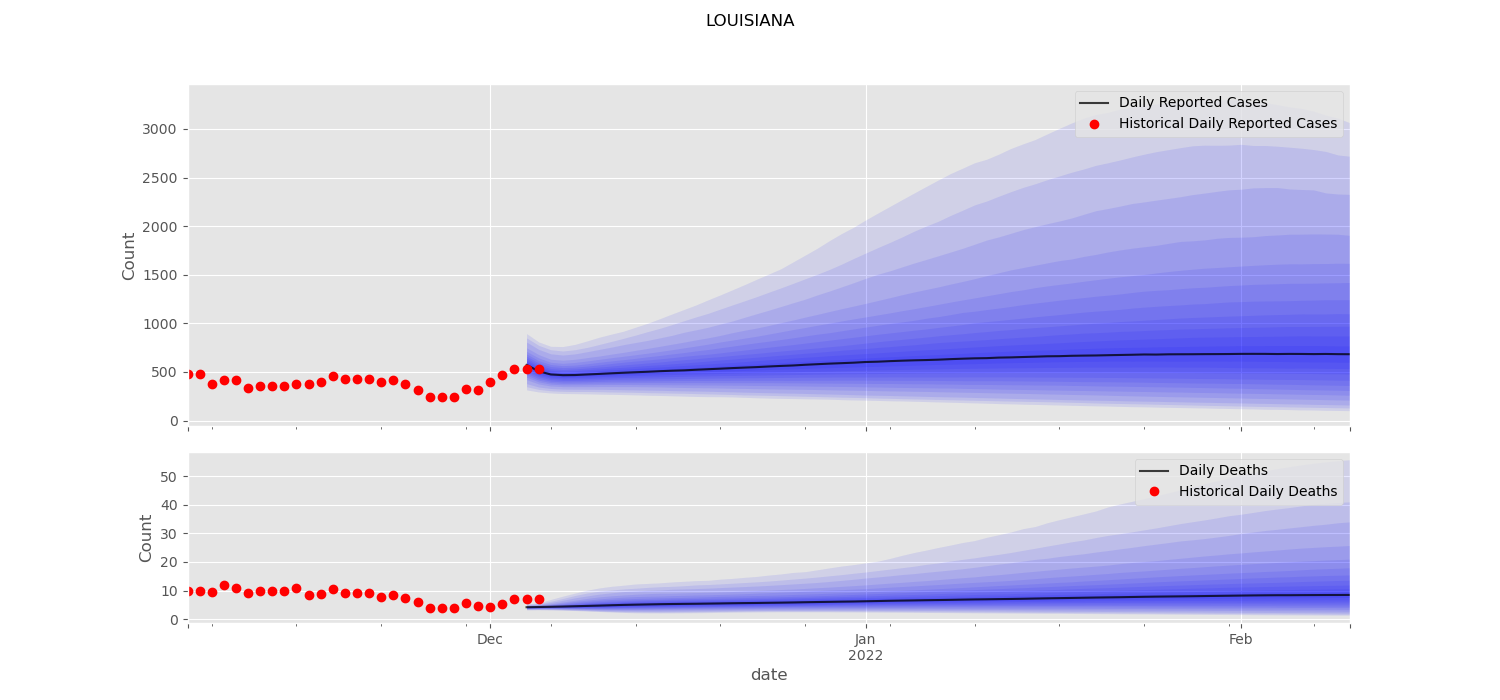 LOUISIANA
Daily Reported Cases
Historical Daily Reported Cases
3000
2500
2000
1500
1000
500
0
Count
Daily Deaths
Historical Daily Deaths
50
40
30
20
10
0
Count
Dec
Jan
2022
Feb
date